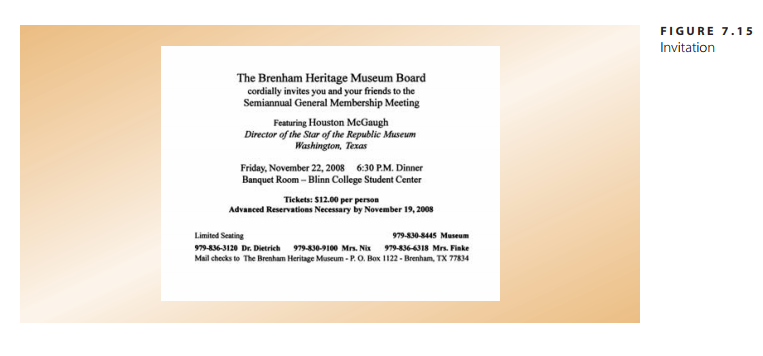 FIGURE 7.15
Invitation
The Brenham Heritage Museum Board
cordially invites you and your friends to the
Semiannual General Membership Meeting
Featuring Houston McGaugh
Director of the Star of the Republic Museum
Washington, Texas
Friday, November 22, 2008 6:30 P.M. Dinner
Banquet Room – Blinn College Student Center
Tickets: $12.00 per person
Advanced Reservations Necessary by November 19, 2008
Limited Seating 979-830-8445 Museum
979-836-3120 Dr. Dietrich 979-830-9100 Mrs. Nix 979-836-6318 Mrs. Finke
Mail checks to The Brenham Heritage Museum - P. O. Box 1122 - Brenham, TX 77834